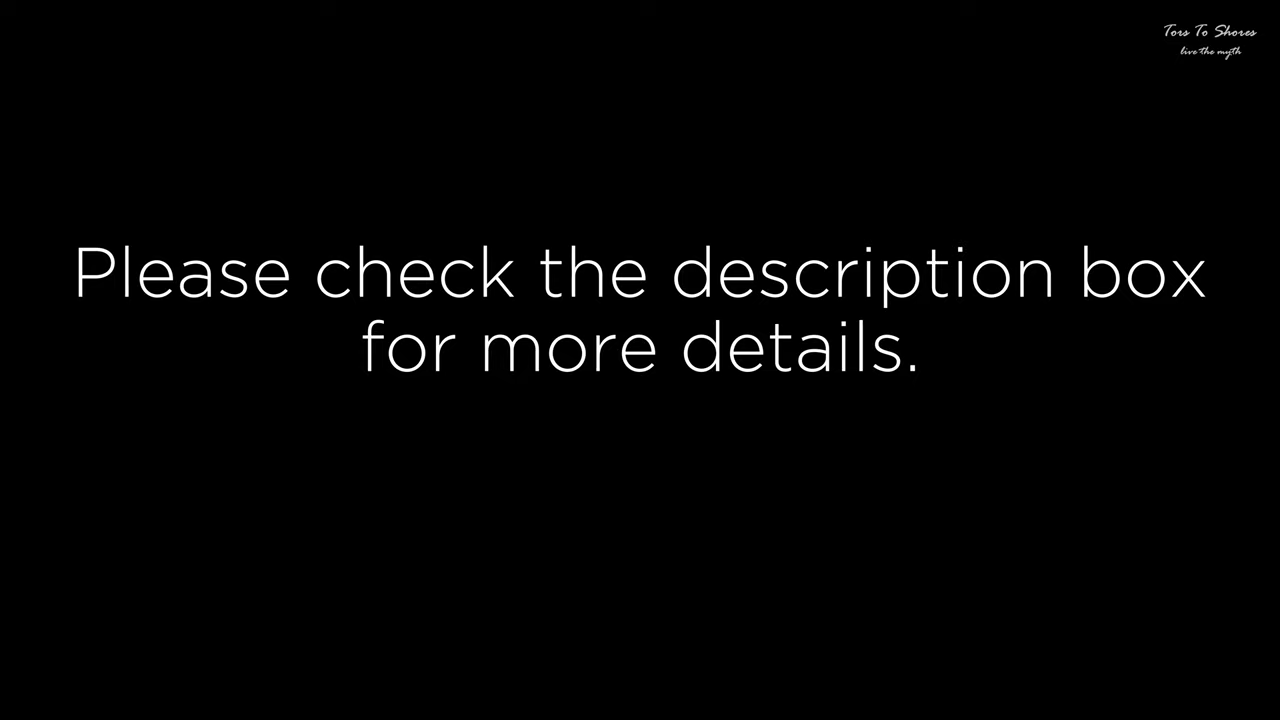 Tors To Shores
live the myth
Please check the description box
for more details.